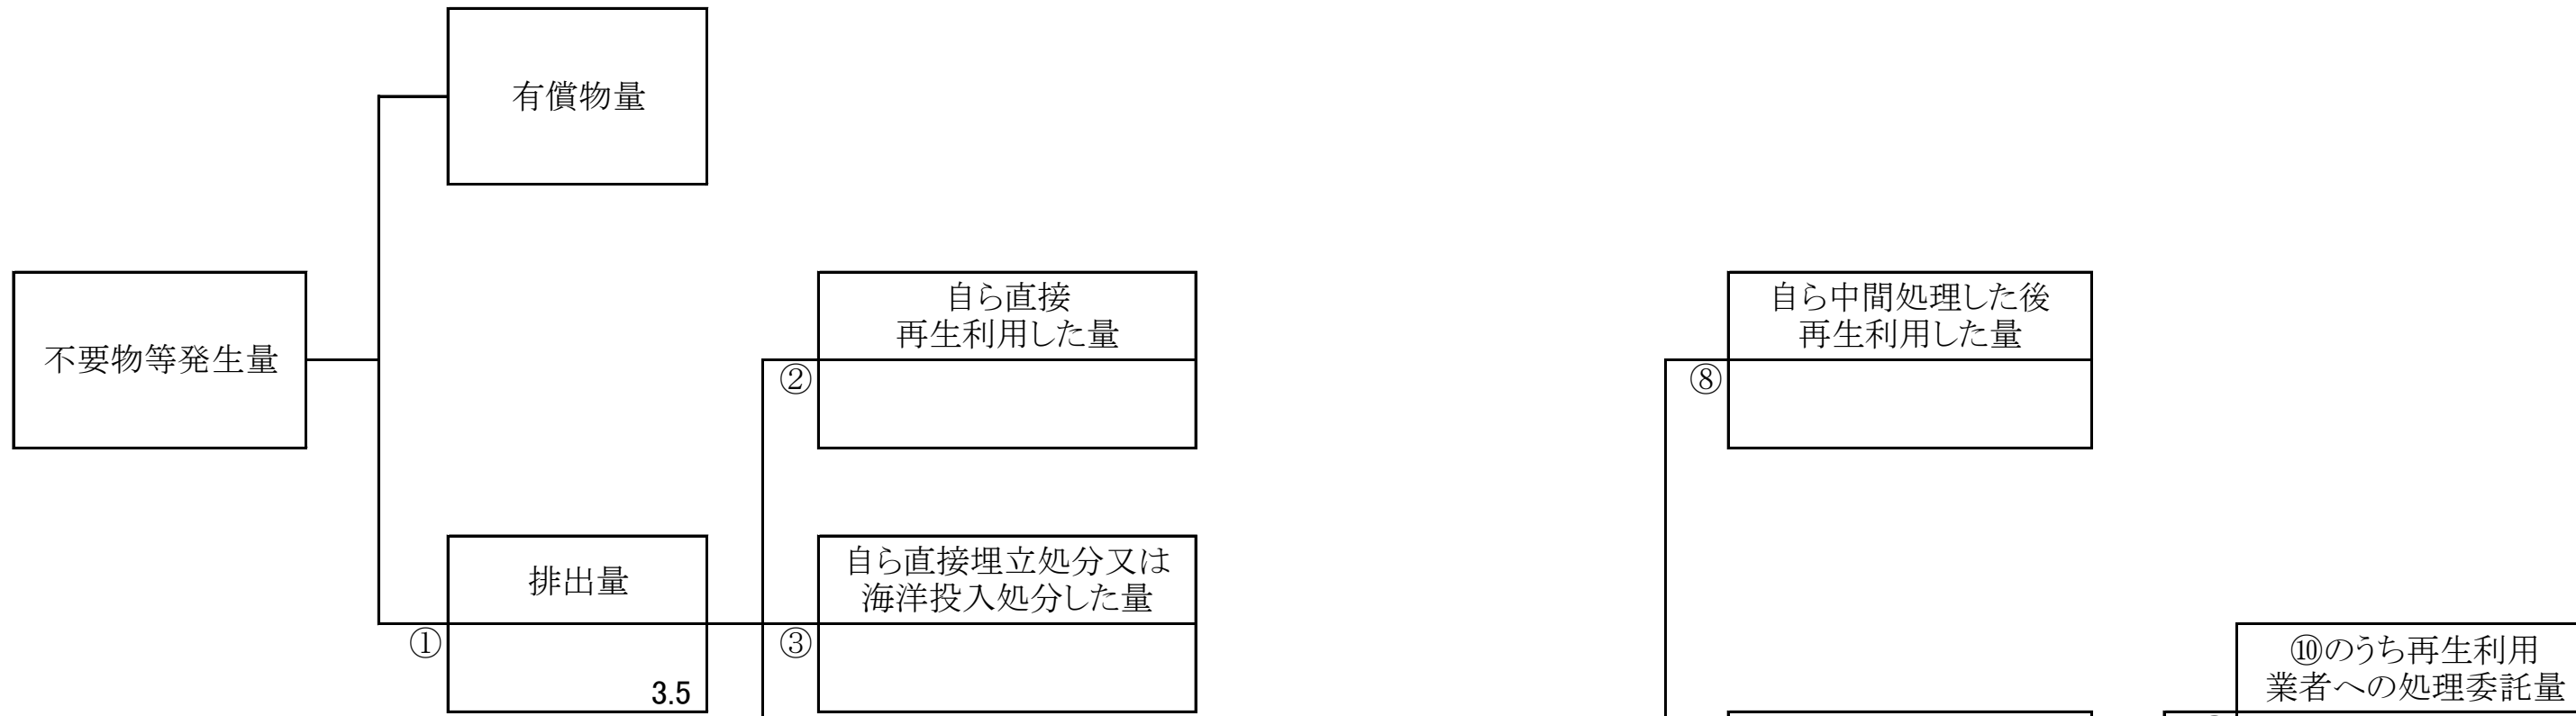 有償物量
不要物等発生量
自ら直接
再生利用した量
②
自ら中間処理した後
再生利用した量
⑧
排出量
①
3.5
自ら直接埋立処分又は
海洋投入処分した量
③
⑩のうち再生利用
業者への処理委託量